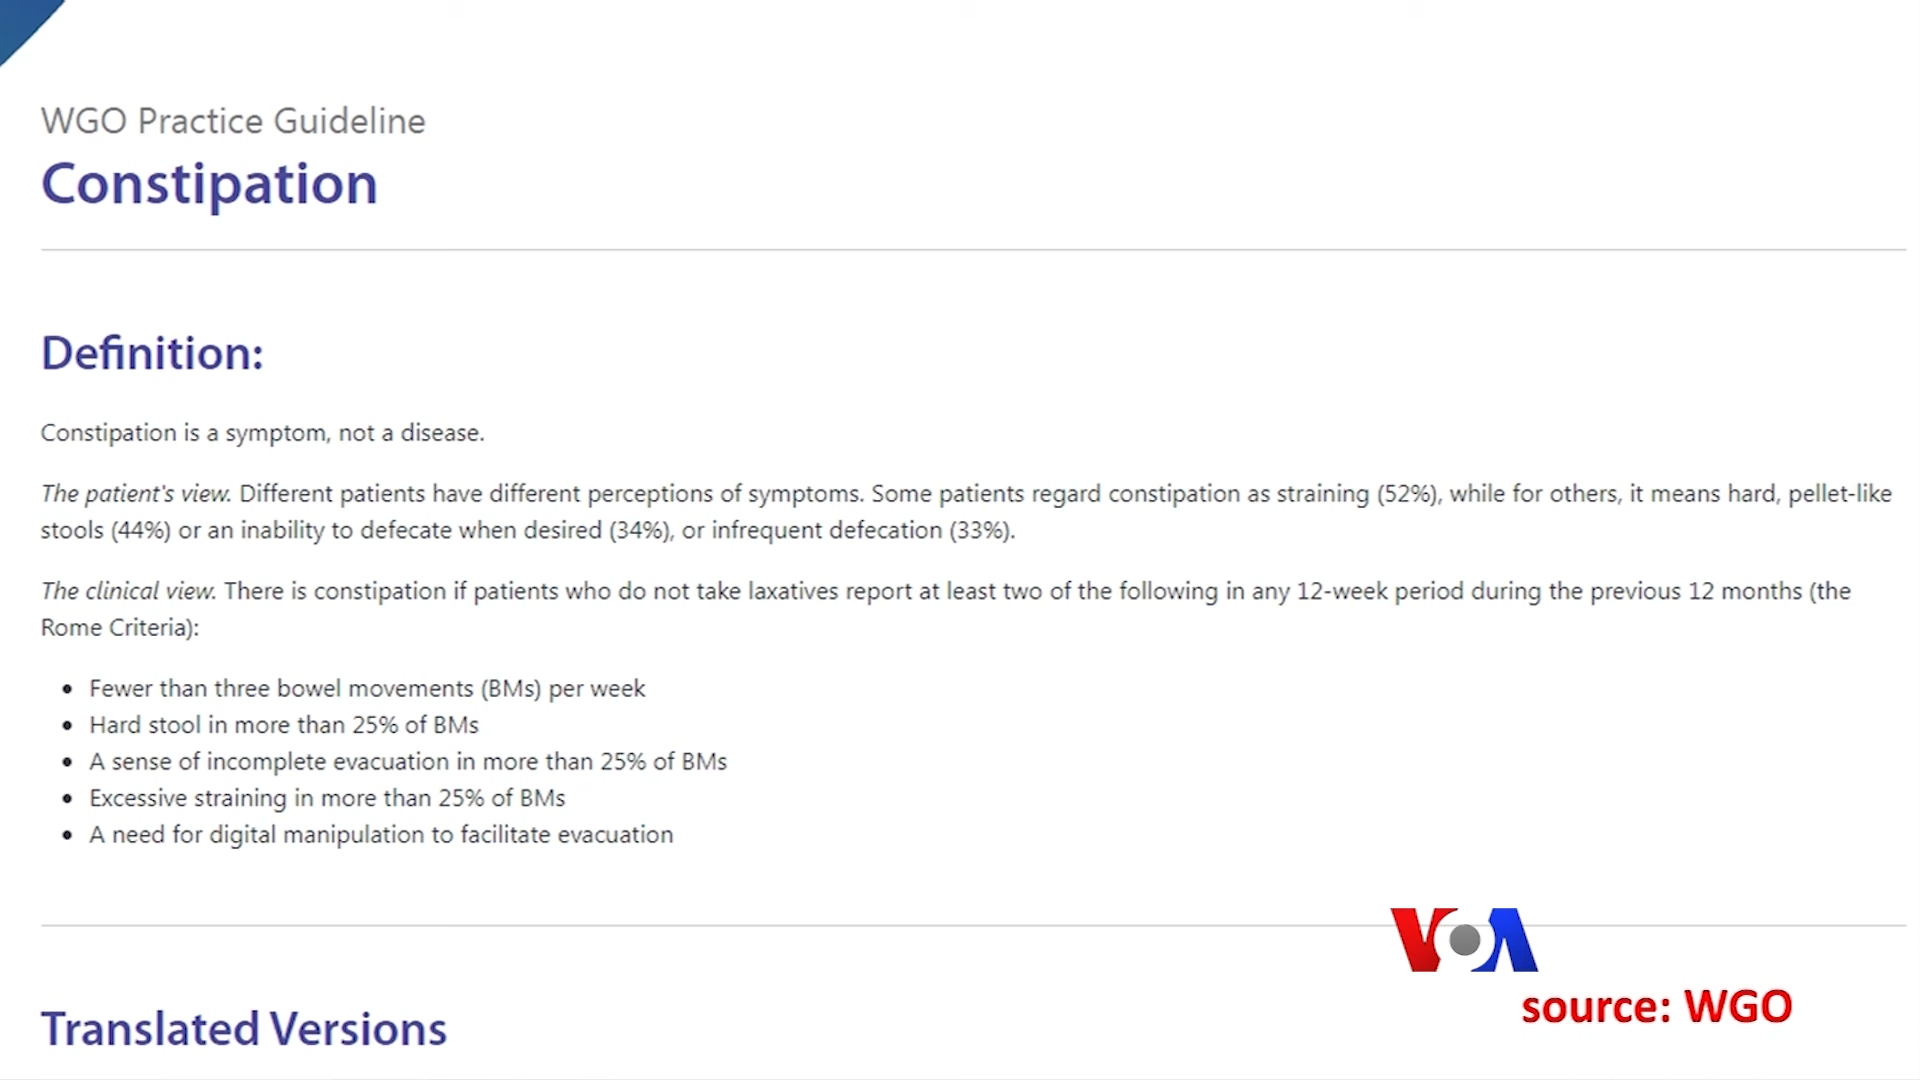 WGO Practice Guideline
Constipation
Definition:
Constipation is a symptom, not a disease.
The patient's view. Different patients have different perceptions of symptoms. Some patients regard constipation as straining (52%), while for others, it means hard, pellet-like
stools (44%) or an inability to defecate when desired (34%), or infrequent defecation (33%).
The clinical view. There is constipation if patients who do not take laxatives report at least two of the following in any 12-week period during the previous 12 months (the
Rome Criteria):
• Fewer than three bowel movements (BMs) per week
• Hard stool in more than 25% of BMs
• A sense of incomplete evacuation in more than 25% of BMs
• Excessive straining in more than 25% of BMs
• A need for digital manipulation to facilitate evacuation
VOA
source: WGO
Translated Versions